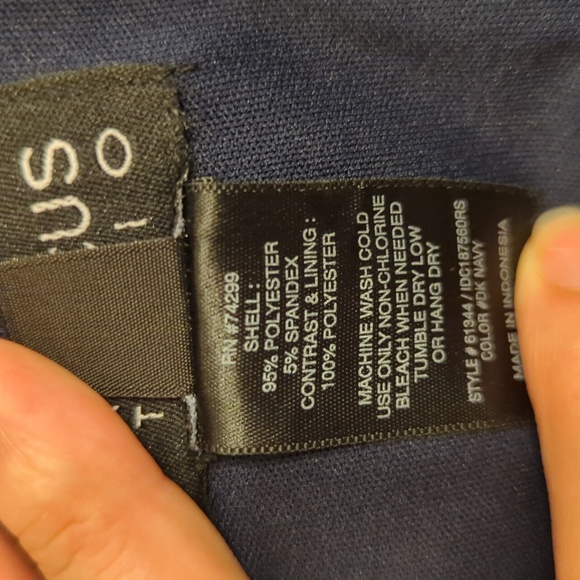 RN #74299
SHELL :
95% POLYESTER
5% SPANDEX
CONTRAST & LINING :
100% POLYESTER
MACHINE WASH COLD
USE ONLY NON-CHLORINE
BLEACH WHEN NEEDED
TUMBLE DRY LOW
OR HANG DRY
STYLE # 61344 / IDC187560RS
COLOR #DK NAVY
MADE IN INDONESIA